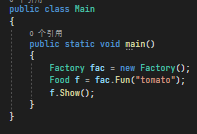 public class Main
{
0 个引用
public static void main()
{
Factory fac = new Factory();
Food f = fac.Fun("tomato");
f.Show();
}
}